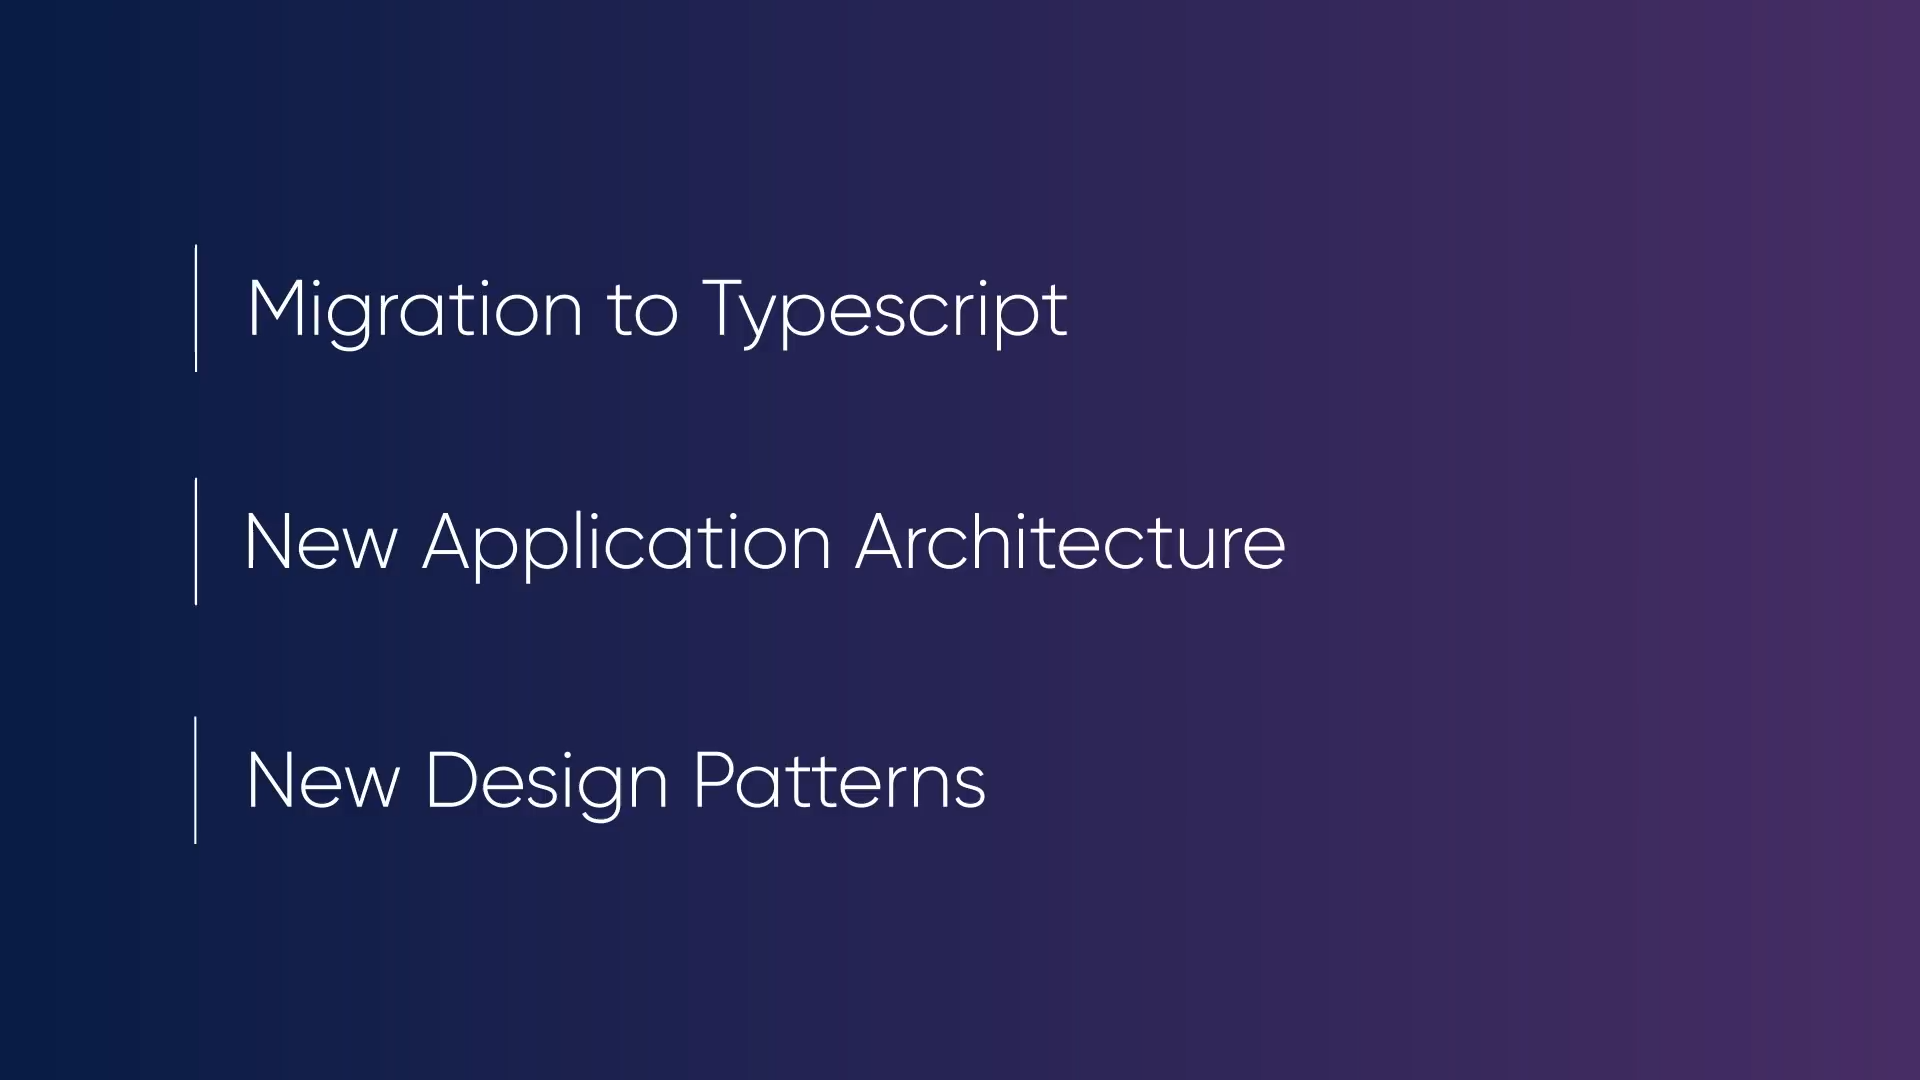 Migration to Typescript
New Application Architecture
New Design Patterns